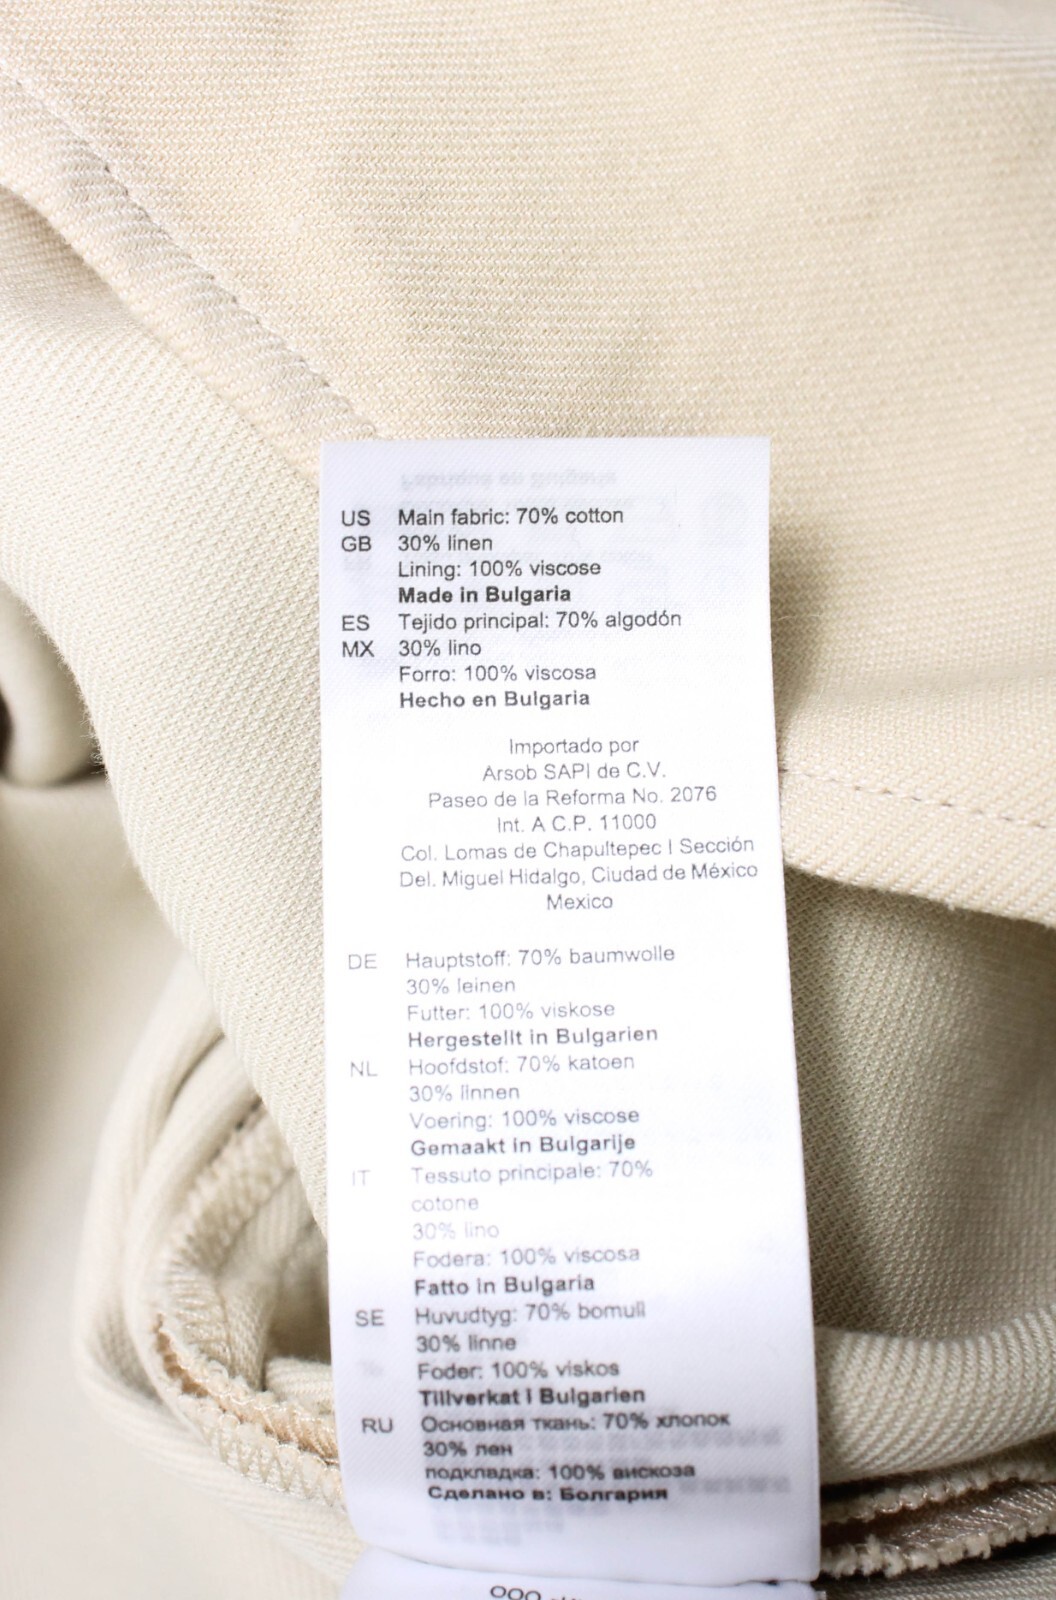 US Main fabric: 70% cotton
GB 30% linen
Lining: 100% viscose
Made in Bulgaria
ES Tejido principal: 70% algodón
MX 30% lino
Forro: 100% viscosa
Hecho en Bulgaria
Importado por
Arsob SAPI de C.V.
Paseo de la Reforma No. 2076
Int. A C.P. 11000
Col. Lomas de Chapultepec I Sección
Del. Miguel Hidalgo, Ciudad de México
Mexico
DE Hauptstoff: 70% baumwolle
30% leinen
Futter: 100% viskose
Hergestellt in Bulgarien
NL Hoofdstof: 70% katoen
30% linnen
Voering: 100% viscose
Gemaakt in Bulgarije
IT Tessuto principale: 70%
cotone
30% lino
Fodera: 100% viscosa
Fatto in Bulgaria
SE Huvudtyg: 70% bomull
30% linne
Foder: 100% viskos
Tillverkat i Bulgarien
RU Основная ткань: 70% хлопок
30% лен
подкладка: 100% вискоза
Сделано в: Болгария
ООО